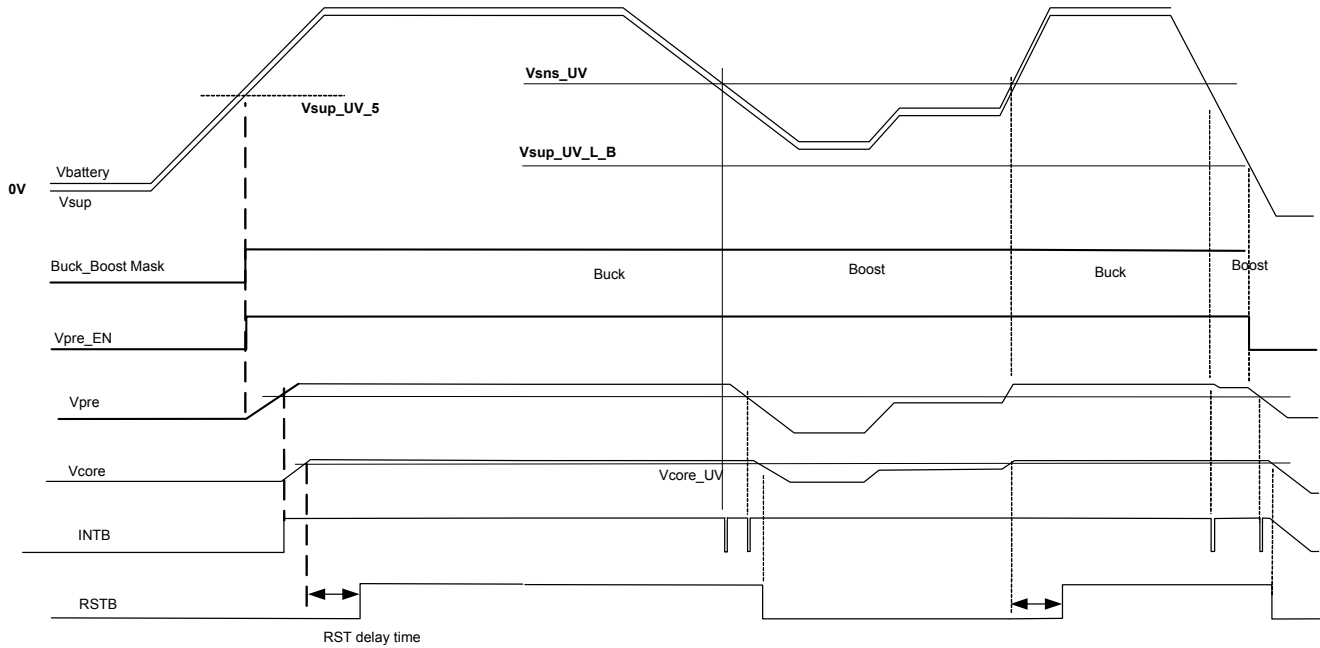 Vsns_UV
Vsup_UV_5
Vsup_UV_L_B
Vbattery
0V
Vsup
Buck_Boost Mask
Buck
Boost
Buck
Boost
Vpre_EN
Vpre
Vcore
Vcore_UV
INTB
RSTB
RST delay time